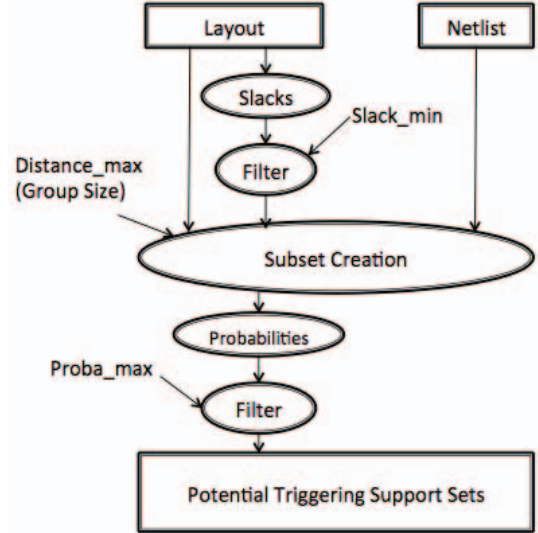 Layout
Netlist
Slacks
Slack_min
Filter
Distance_max
(Group Size)
Subset Creation
Probabilities
Proba_max
Filter
Potential Triggering Support Sets